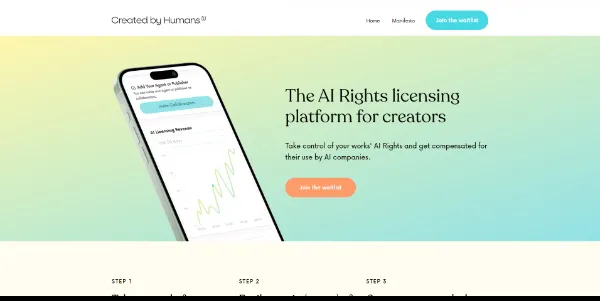 Created by Humans
Home
Manifesto
Join the waitlist
Add Your Agent or Publisher
AI Licensing Revenue
The AI Rights licensing
platform for creators
Take control of your works' AI Rights and get compensated for
their use by AI companies.
Join the waitlist
STEP 1
STEP 2
STEP 3